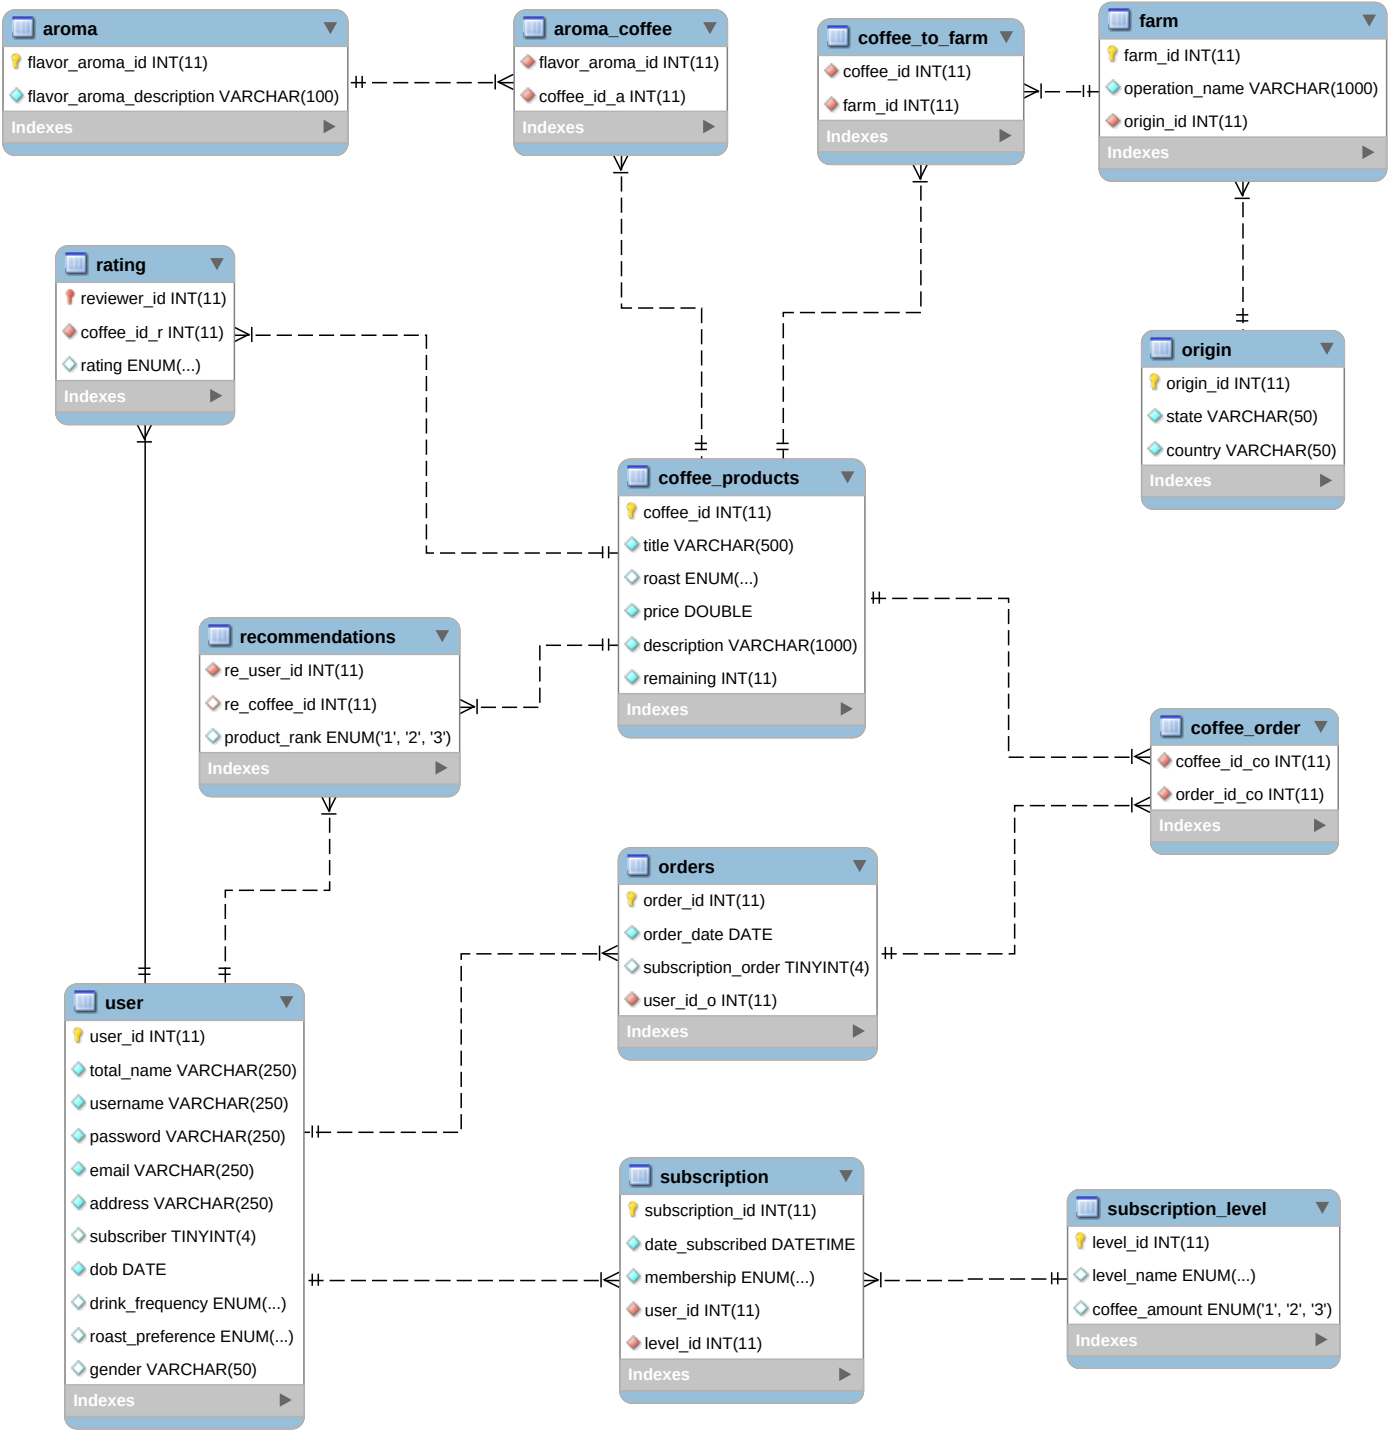 aroma
flavor_aroma_id INT(11)
flavor_aroma_description VARCHAR(100)
Indexes
aroma_coffee
flavor_aroma_id INT(11)
coffee_id_a INT(11)
Indexes
coffee_to_farm
coffee_id INT(11)
farm_id INT(11)
Indexes
farm
farm_id INT(11)
operation_name VARCHAR(1000)
origin_id INT(11)
Indexes
rating
reviewer_id INT(11)
coffee_id_r INT(11)
rating ENUM(...)
Indexes
origin
origin_id INT(11)
state VARCHAR(50)
country VARCHAR(50)
Indexes
coffee_products
coffee_id INT(11)
title VARCHAR(500)
roast ENUM(...)
price DOUBLE
description VARCHAR(1000)
remaining INT(11)
Indexes
recommendations
re_user_id INT(11)
re_coffee_id INT(11)
product_rank ENUM('1', '2', '3')
Indexes
coffee_order
coffee_id_co INT(11)
order_id_co INT(11)
Indexes
orders
order_id INT(11)
order_date DATE
subscription_order TINYINT(4)
user_id_o INT(11)
Indexes
user
user_id INT(11)
total_name VARCHAR(250)
username VARCHAR(250)
password VARCHAR(250)
email VARCHAR(250)
address VARCHAR(250)
subscriber TINYINT(4)
dob DATE
drink_frequency ENUM(...)
roast_preference ENUM(...)
gender VARCHAR(50)
Indexes
subscription
subscription_id INT(11)
date_subscribed DATETIME
membership ENUM(...)
user_id INT(11)
level_id INT(11)
Indexes
subscription_level
level_id INT(11)
level_name ENUM(...)
coffee_amount ENUM('1', '2', '3')
Indexes